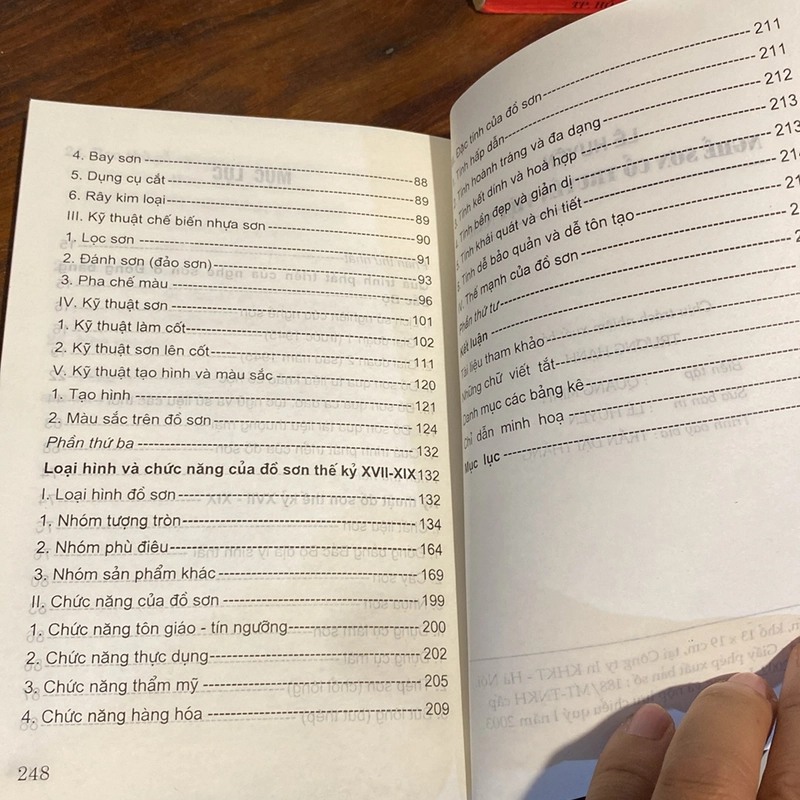 4. Bay sơn 88
5. Dụng cụ cắt 89
6. Rây kim loại 89
III. Kỹ thuật chế biến nhựa sơn 90
1. Lọc sơn 91
2. Đánh sơn (đảo sơn) 93
3. Pha chế màu 96
IV. Kỹ thuật sơn 101
1. Kỹ thuật làm cốt 102
2. Kỹ thuật sơn lên cốt 111
V. Kỹ thuật tạo hình và màu sắc 120
1. Tạo hình 121
2. Màu sắc trên đồ sơn 124
Phần thứ ba 132
Loại hình và chức năng của đồ sơn thế kỷ XVII-XIX 132
I. Loại hình đồ sơn 132
1. Nhóm tượng tròn 134
2. Nhóm phù điêu 164
3. Nhóm sản phẩm khác 169
II. Chức năng của đồ sơn 199
1. Chức năng tôn giáo - tín ngưỡng 200
2. Chức năng thực dụng 202
3. Chức năng thẩm mỹ 205
4. Chức năng hàng hóa 209
248
Đặc tính của đồ sơn 211
Tính hấp dẫn 211
Tính hoành tráng và đa dạng 212
Tính kết dính và hoà hợp 213
Tính bền đẹp và giản dị 213
Tính khái quát và chi tiết
Tính dễ bảo quản và dễ tôn tạo
Thế mạnh của đồ sơn
Phần thứ tư
Kết luận
Tài liệu tham khảo
Những chữ viết tắt
Danh mục các bảng kê
Chỉ dẫn minh hoạ
Mục lục